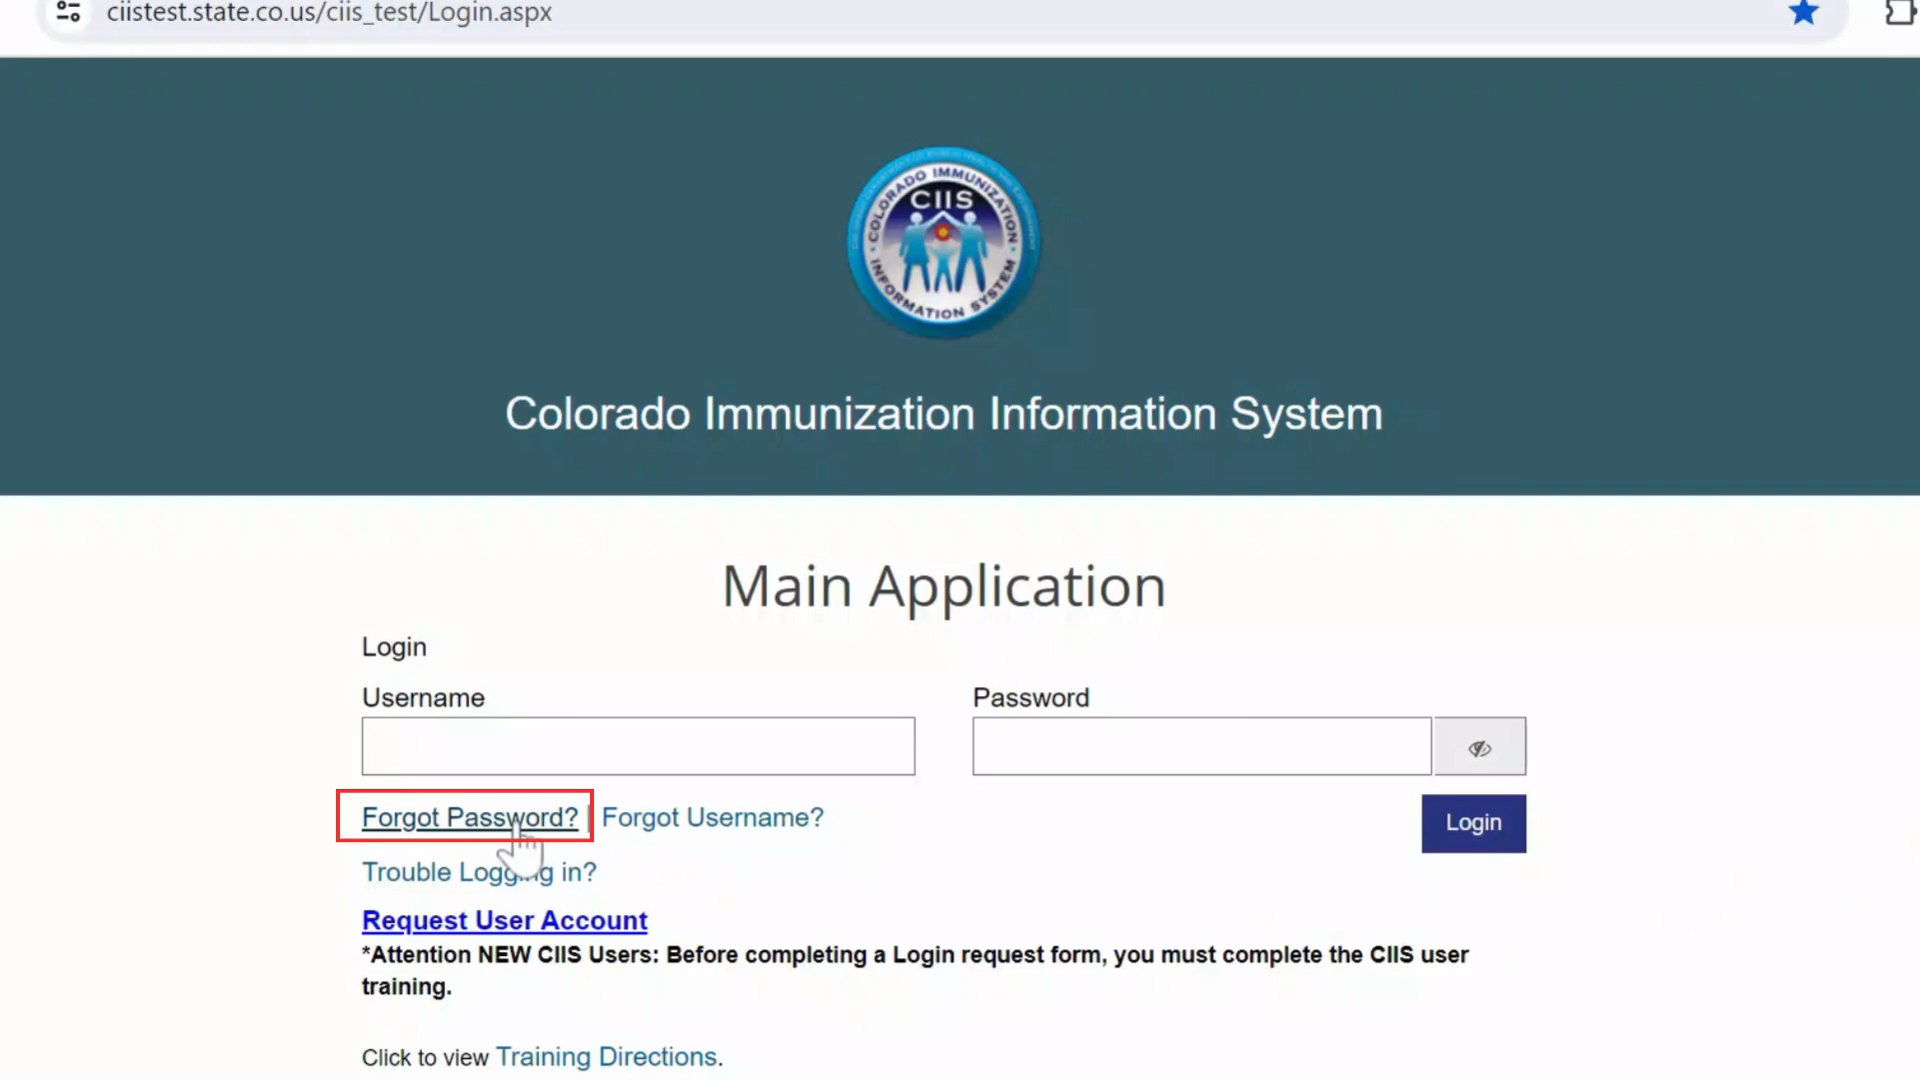 ciistest.state.co.us/ciis_test/Login.aspx
COLORADO IMMUNIZATION
CIIS
INFORMATION SYSTEM
Colorado Immunization Information System
Main Application
Login
Username Password
Forgot Password? | Forgot Username?
Login
Trouble Logging in?
Request User Account
*Attention NEW CIIS Users: Before completing a Login request form, you must complete the CIIS user
training.
Click to view Training Directions.